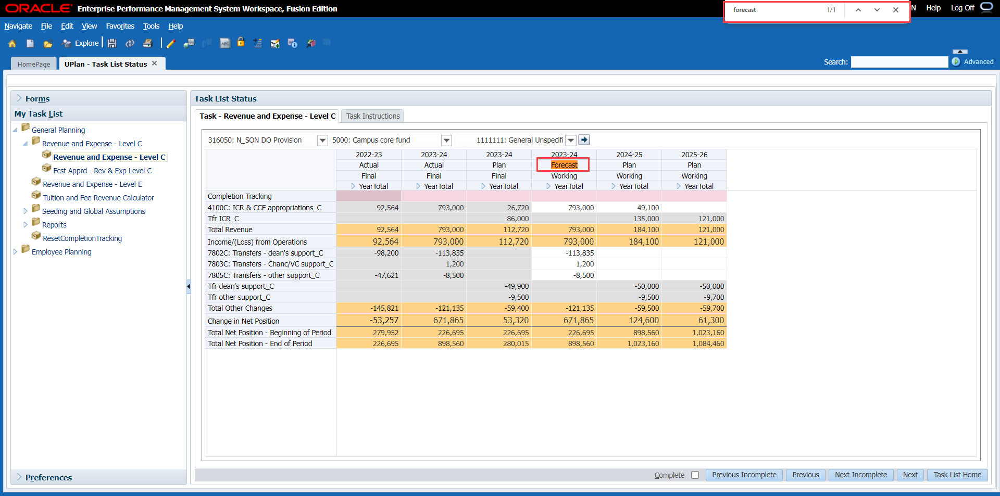 ORACLE Enterprise Performance Management System Workspace, Fusion Edition
forecast 1/1
N Help Log Off
Navigate File Edit View Favorites Tools Help
Explore ABC
HomePage UPlan - Task List Status
Search: Advanced
Forms
My Task List
General Planning
Revenue and Expense - Level C
Revenue and Expense - Level C
Fcst Apprd - Rev & Exp Level C
Revenue and Expense - Level E
Tuition and Fee Revenue Calculator
Seeding and Global Assumptions
Reports
ResetCompletionTracking
Employee Planning
Preferences
Task List Status
Task - Revenue and Expense - Level C Task Instructions
316050: N_SON DO Provision 5000: Campus core fund 1111111: General Unspecifi
2022-23 2023-24 2023-24 2023-24 2024-25 2025-26
Actual Actual Plan Forecast Plan Plan
Final Final Final Working Working Working
YearTotal YearTotal YearTotal YearTotal YearTotal YearTotal
Completion Tracking
4100C: ICR & CCF appropriations_C 92,564 793,000 26,720 793,000 49,100
Tfr ICR_C 86,000 135,000 121,000
Total Revenue 92,564 793,000 112,720 793,000 184,100 121,000
Income/(Loss) from Operations 92,564 793,000 112,720 793,000 184,100 121,000
7802C: Transfers - dean's support_C -98,200 -113,835 -113,835
7803C: Transfers - Chanc/VC support_C 1,200 1,200
7805C: Transfers - other support_C -47,621 -8,500 -8,500
Tfr dean's support_C -49,900 -50,000 -50,000
Tfr other support_C -9,500 -9,500 -9,700
Total Other Changes -145,821 -121,135 -59,400 -121,135 -59,500 -59,700
Change in Net Position -53,257 671,865 53,320 671,865 124,600 61,300
Total Net Position - Beginning of Period 279,952 226,695 226,695 226,695 898,560 1,023,160
Total Net Position - End of Period 226,695 898,560 280,015 898,560 1,023,160 1,084,460
Complete Previous Incomplete Previous Next Incomplete Next Task List Home